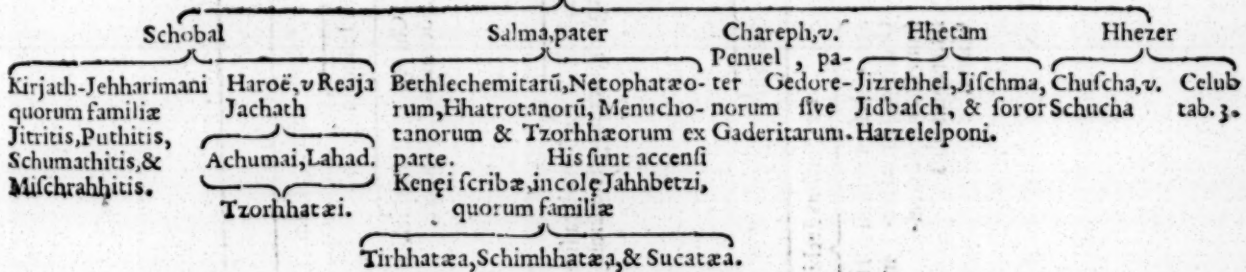 Schobal
Salma, pater
Chareph, v.
Penuel, pa-
ter Gedore-
norum sive
Gaderitarum.
Hhetam
Hhezer
Kirjath-Jehharimani
quorum familiæ
Jitritis, Puthitis,
Schumathitis, &
Mischrahhitis.
Haroë, v Reaja
Jachath
Achumai, Lahad.
Tzorhhatæi.
Bethlechemitarū, Netophatæo-
rum, Hhatrotanorū, Menucho-
tanorum & Tzorhhæorum ex
parte. His sunt accensi
Kenęi scribæ, incolę Jahhbetzi,
quorum familiæ
Tirhhatæa, Schimhhatæa, & Sucatæa.
Jizrehhel, Jischma,
Jidbasch, & soror
Hatzelelponi.
Chuscha, v.
Schucha
Celub
tab. 3.